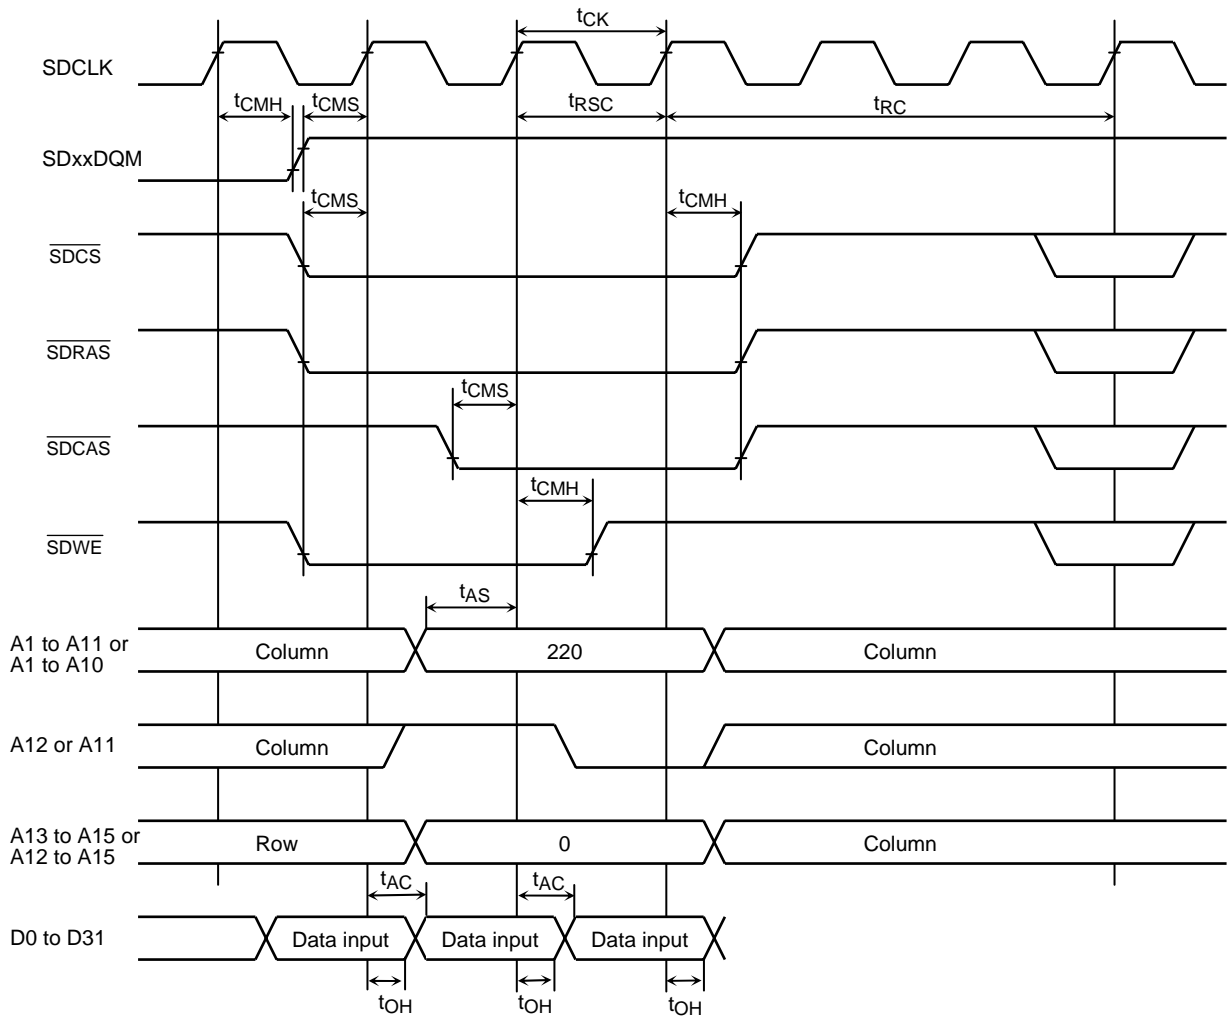 tCK
SDCLK
tCMH tCMS tRSC tRC
SDxxDQM
tCMS tCMH
SDCS
SDRAS
tCMS
SDCAS
tCMH
SDWE
tAS
A1 to A11 or
A1 to A10
Column 220 Column
A12 or A11 Column Column
A13 to A15 or
A12 to A15
Row 0 Column
tAC tAC
D0 to D31 Data input Data input Data input
tOH tOH tOH